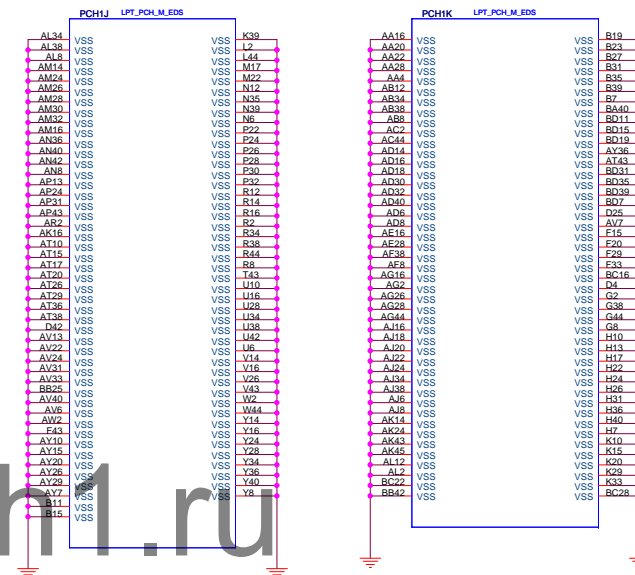 PCH1J LPT_PCH_M_EDS
AL34 VSS VSS K39
AL38 VSS VSS L2
AL8 VSS VSS L44
AM14 VSS VSS M17
AM24 VSS VSS M22
AM26 VSS VSS N12
AM28 VSS VSS N35
AM30 VSS VSS N39
AM32 VSS VSS N6
AM16 VSS VSS P22
AN36 VSS VSS P24
AN40 VSS VSS P26
AN42 VSS VSS P28
AN8 VSS VSS P30
AP13 VSS VSS P32
AP24 VSS VSS R12
AP31 VSS VSS R14
AP43 VSS VSS R16
AR2 VSS VSS R2
AK16 VSS VSS R34
AT10 VSS VSS R38
AT15 VSS VSS R44
AT17 VSS VSS R8
AT20 VSS VSS T43
AT26 VSS VSS U10
AT29 VSS VSS U16
AT36 VSS VSS U28
AT38 VSS VSS U34
D42 VSS VSS U38
AV13 VSS VSS U42
AV22 VSS VSS U6
AV24 VSS VSS V14
AV31 VSS VSS V16
AV33 VSS VSS V26
BB25 VSS VSS V43
AV40 VSS VSS W2
AV6 VSS VSS W44
AW2 VSS VSS Y14
F43 VSS VSS Y16
AY10 VSS VSS Y24
AY15 VSS VSS Y28
AY20 VSS VSS Y34
AY26 VSS VSS Y36
AY29 VSS VSS Y40
AY7 VSS VSS Y8
B11 VSS
B15 VSS
PCH1K LPT_PCH_M_EDS
AA16 VSS VSS B19
AA20 VSS VSS B23
AA22 VSS VSS B27
AA28 VSS VSS B31
AA4 VSS VSS B35
AB12 VSS VSS B39
AB34 VSS VSS B7
AB38 VSS VSS BA40
AB8 VSS VSS BD11
AC2 VSS VSS BD15
AC44 VSS VSS BD19
AD14 VSS VSS AY36
AD16 VSS VSS AT43
AD18 VSS VSS BD31
AD30 VSS VSS BD35
AD32 VSS VSS BD39
AD40 VSS VSS BD7
AD6 VSS VSS D25
AD8 VSS VSS AV7
AE16 VSS VSS F15
AE28 VSS VSS F20
AF38 VSS VSS F29
AF8 VSS VSS F33
AG16 VSS VSS BC16
AG2 VSS VSS D4
AG26 VSS VSS G2
AG28 VSS VSS G38
AG44 VSS VSS G44
AJ16 VSS VSS G8
AJ18 VSS VSS H10
AJ20 VSS VSS H13
AJ22 VSS VSS H17
AJ24 VSS VSS H22
AJ34 VSS VSS H24
AJ38 VSS VSS H26
AJ6 VSS VSS H31
AJ8 VSS VSS H36
AK14 VSS VSS H40
AK24 VSS VSS H7
AK43 VSS VSS K10
AK45 VSS VSS K15
AL12 VSS VSS K20
AL2 VSS VSS K29
BC22 VSS VSS K33
BB42 VSS VSS BC28
n1.ru